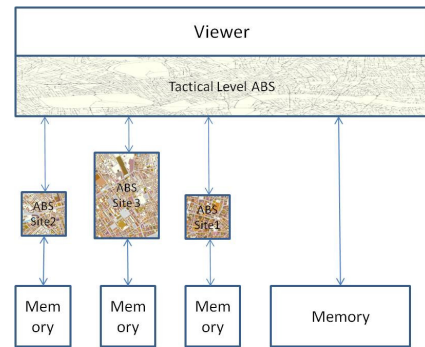 Viewer
Tactical Level ABS
ABS
Site2
ABS
Site 3
ABS
Site1
Mem
ory
Mem
ory
Mem
ory
Memory